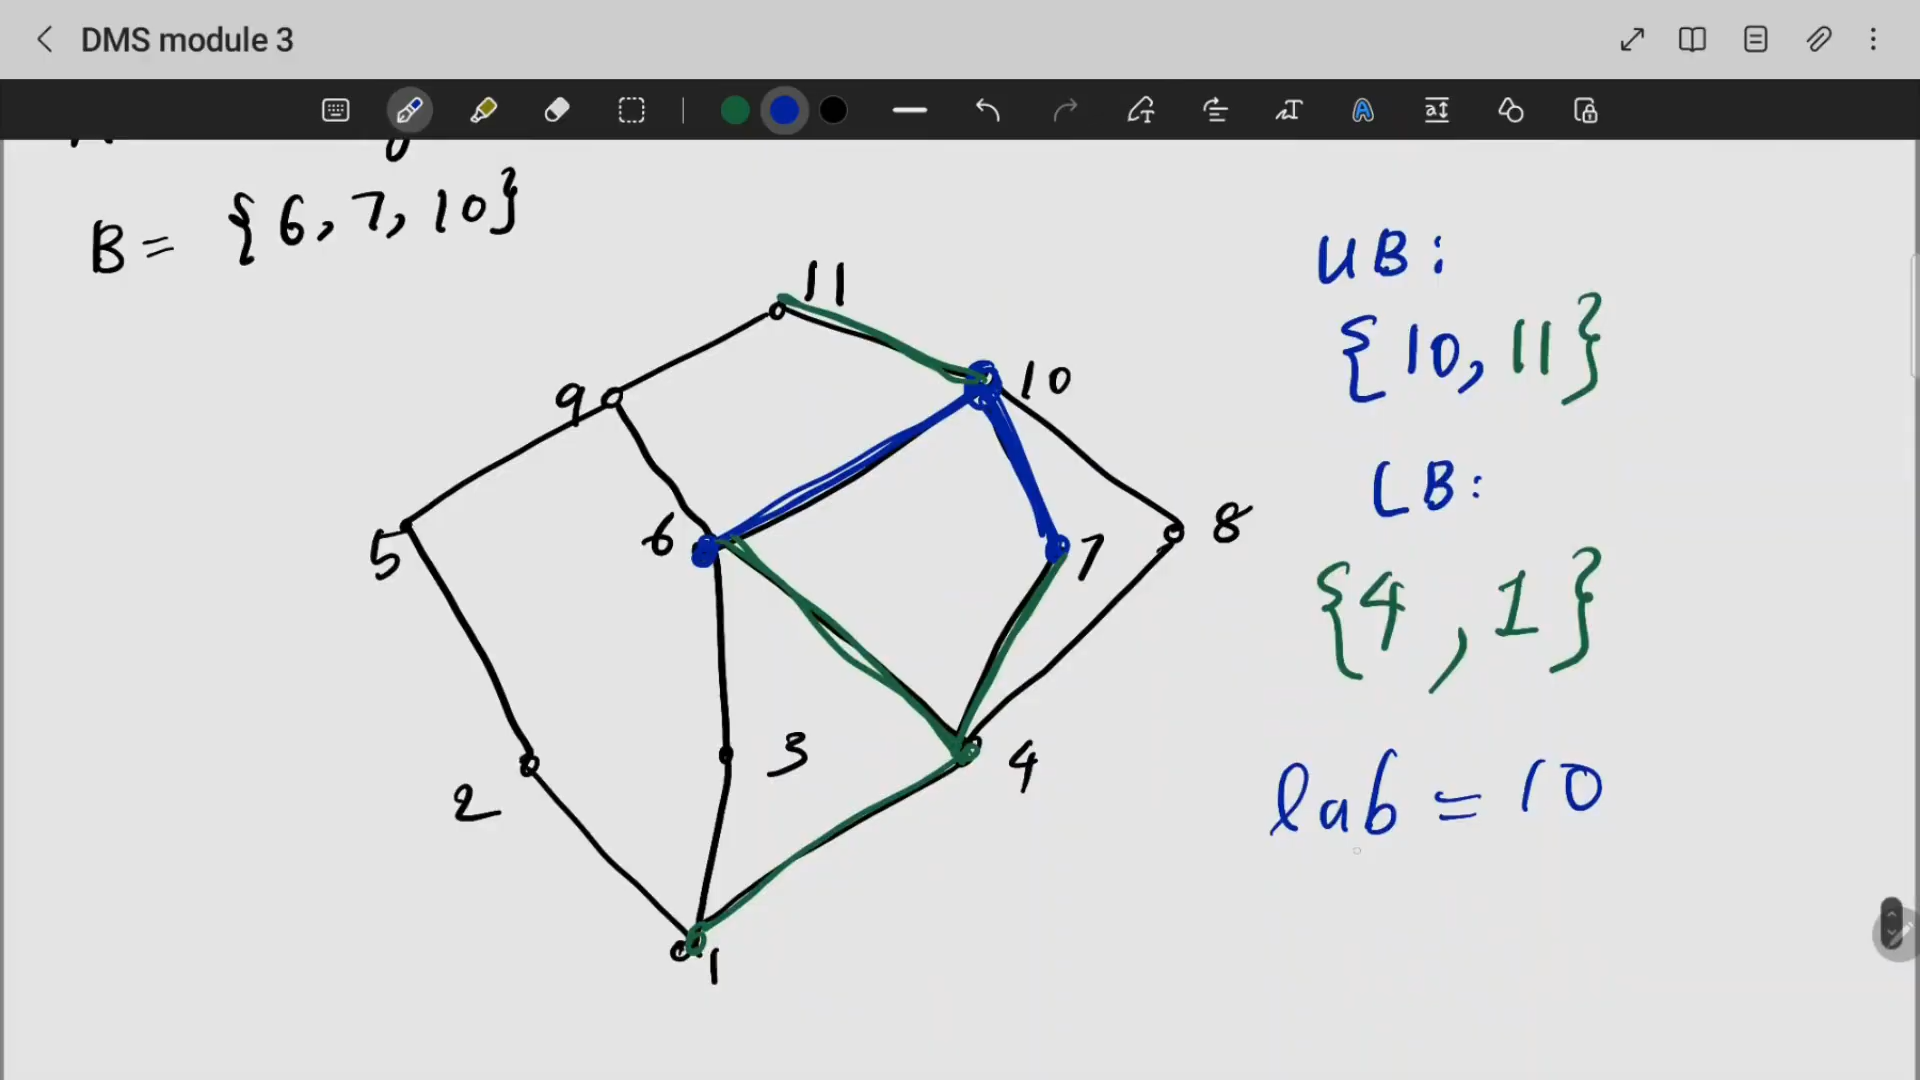 DMS module 3
B = {6, 7, 10}
UB:
11
{10, 11}
10
9
LB:
6
8
5
7
{4, 1}
3
4
2
lab = 10
1